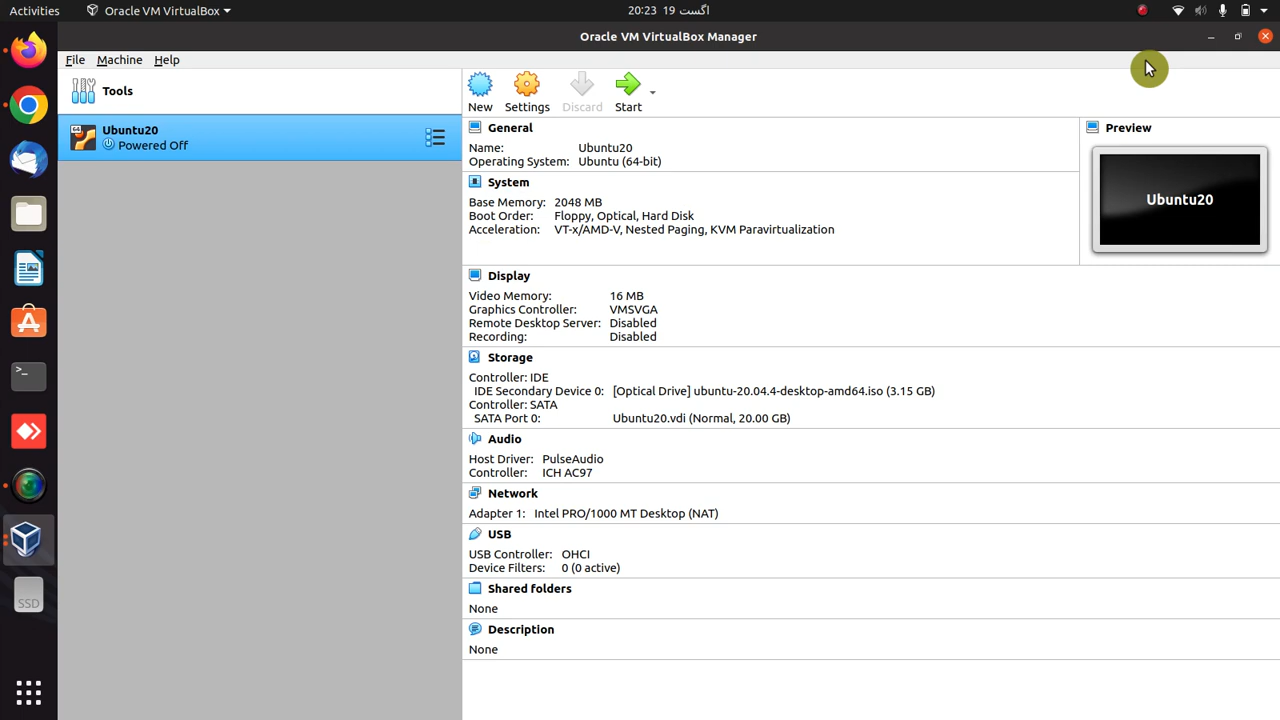 Activities
Oracle VM VirtualBox
20:23 19 اگست
Oracle VM VirtualBox Manager
File Machine Help
Tools
New Settings Discard Start
64
Ubuntu20
Powered Off
General
Name: Ubuntu20
Operating System: Ubuntu (64-bit)
Preview
Ubuntu20
System
Base Memory: 2048 MB
Boot Order: Floppy, Optical, Hard Disk
Acceleration: VT-x/AMD-V, Nested Paging, KVM Paravirtualization
Display
Video Memory: 16 MB
Graphics Controller: VMSVGA
Remote Desktop Server: Disabled
Recording: Disabled
Storage
Controller: IDE
IDE Secondary Device 0: [Optical Drive] ubuntu-20.04.4-desktop-amd64.iso (3.15 GB)
Controller: SATA
SATA Port 0: Ubuntu20.vdi (Normal, 20.00 GB)
Audio
Host Driver: PulseAudio
Controller: ICH AC97
Network
Adapter 1: Intel PRO/1000 MT Desktop (NAT)
USB
USB Controller: OHCI
Device Filters: 0 (0 active)
Shared folders
None
Description
None
SSD